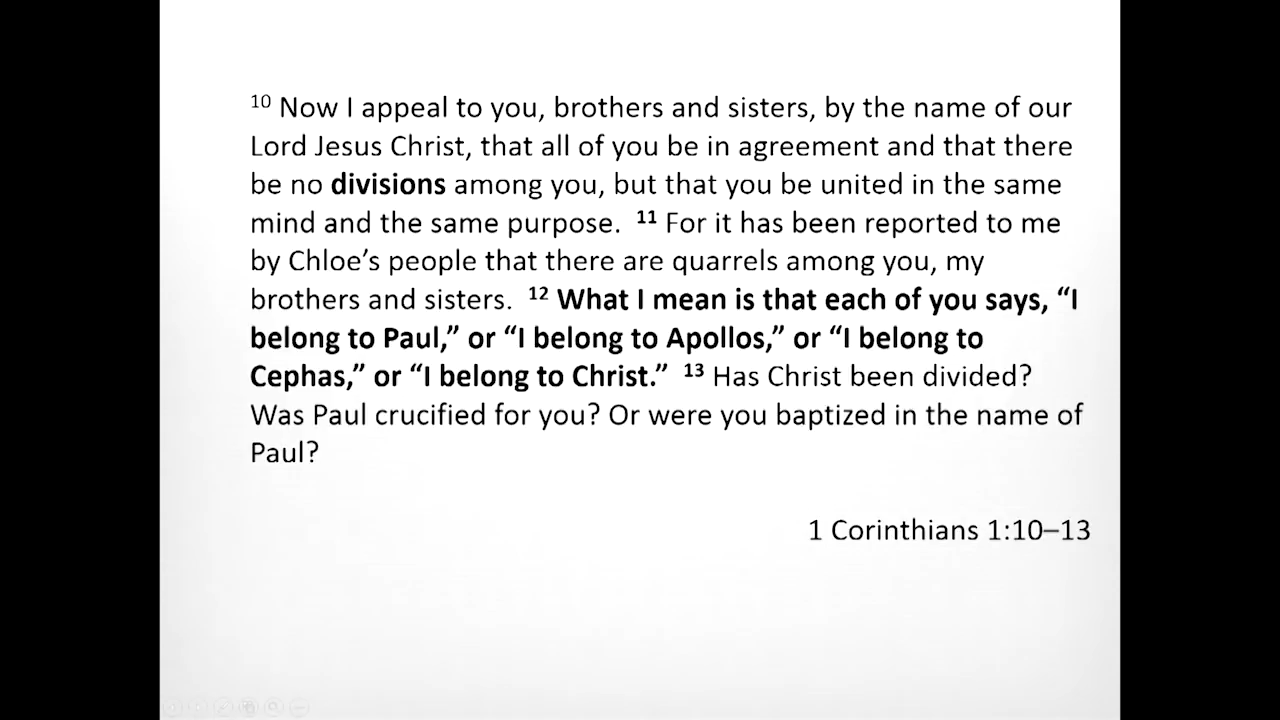 10 Now I appeal to you, brothers and sisters, by the name of our
Lord Jesus Christ, that all of you be in agreement and that there
be no divisions among you, but that you be united in the same
mind and the same purpose. 11 For it has been reported to me
by Chloe’s people that there are quarrels among you, my
brothers and sisters. 12 What I mean is that each of you says, “I
belong to Paul,” or “I belong to Apollos,” or “I belong to
Cephas,” or “I belong to Christ.” 13 Has Christ been divided?
Was Paul crucified for you? Or were you baptized in the name of
Paul?
1 Corinthians 1:10–13